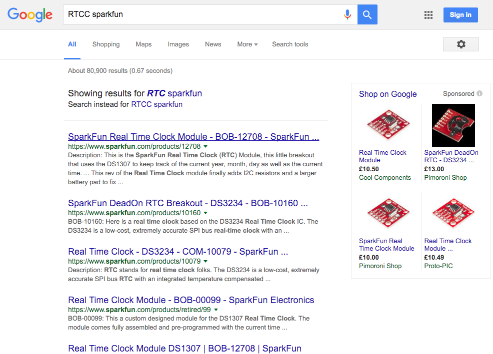 Google RTCC sparkfun Sign in
All Shopping Maps Images News More Search tools
About 80,900 results (0.67 seconds)
Showing results for RTC sparkfun
Search instead for RTCC sparkfun
SparkFun Real Time Clock Module - BOB-12708 - SparkFun ...
https://www.sparkfun.com/products/12708
Description: This is the SparkFun Real Time Clock (RTC) Module, this little breakout
that uses the DS1307 to keep track of the current year, month, day as well as the current
time. ... This rev of the Real Time Clock module finally adds I2C resistors and a larger
battery pad to fix ...
SparkFun DeadOn RTC Breakout - DS3234 - BOB-10160 ...
https://www.sparkfun.com/products/10160
BOB-10160: Here is a real time clock based on the DS3234 Real Time Clock IC. The
DS3234 is a low-cost, extremely accurate SPI bus real-time clock with an ...
Real Time Clock - DS3234 - COM-10079 - SparkFun ...
https://www.sparkfun.com/products/10079
Description: RTC stands for real time clock folks. The DS3234 is a low-cost, extremely
accurate SPI bus RTC with an integrated temperature compensated ...
Real Time Clock Module - BOB-00099 - SparkFun Electronics
https://www.sparkfun.com/products/retired/99
BOB-00099: This a custom designed module for the DS1307 Real Time Clock. The
module comes fully assembled and pre-programmed with the current time ...
Real Time Clock Module DS1307 | BOB-12708 | SparkFun
Shop on Google Sponsored
Real Time Clock
Module
£10.50
Cool Components
SparkFun DeadOn
RTC - DS3234 ...
£13.00
Pimoroni Shop
SparkFun Real
Time Clock Module
£10.00
Pimoroni Shop
Real Time Clock
Module ...
£10.49
Proto-PIC